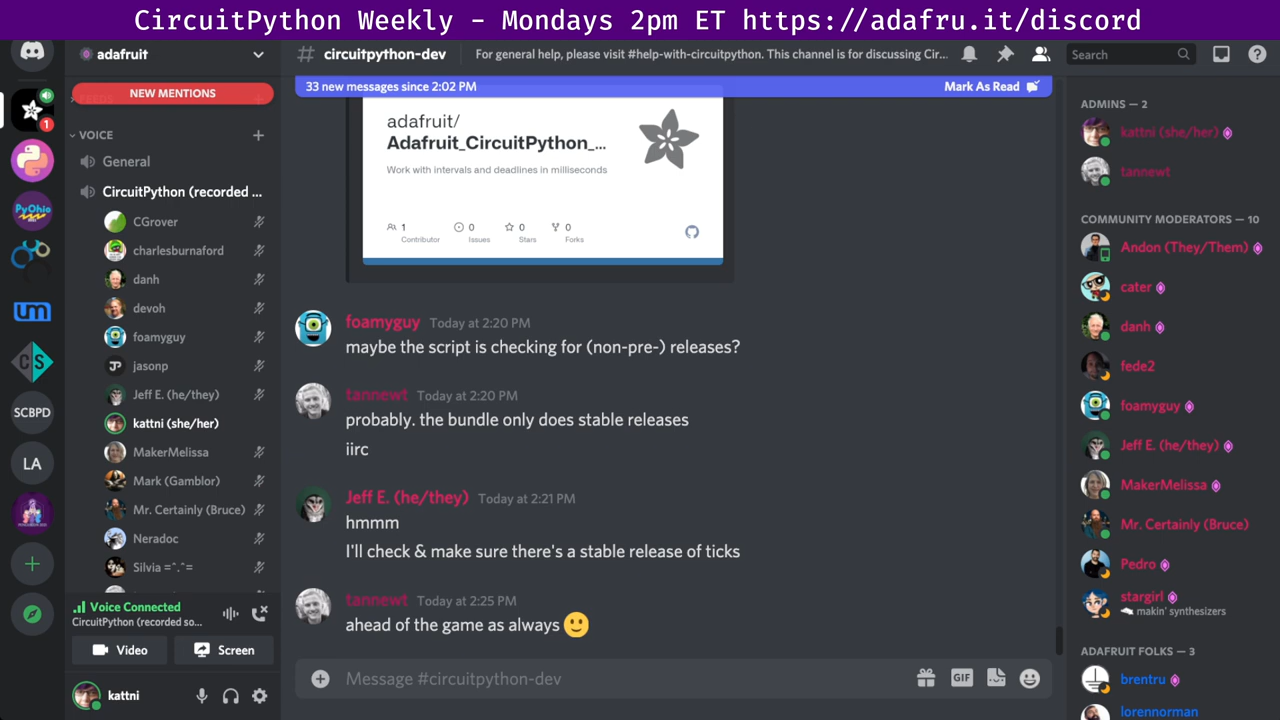 CircuitPython Weekly - Mondays 2pm ET https://adafru.it/discord
adafruit
NEW MENTIONS
VOICE
General
CircuitPython (recorded ...
CGrover
charlesburnaford
danh
devoh
foamyguy
jasonp
Jeff E. (he/they)
kattni (she/her)
MakerMelissa
Mark (Gamblor)
Mr. Certainly (Bruce)
Neradoc
Silvia =^.^=
Voice Connected
CircuitPython (recorded so...
Video
Screen
kattni
1
PyOhio
um
CS
SCBPD
LA
# circuitpython-dev
For general help, please visit #help-with-circuitpython. This channel is for discussing Cir...
Search
33 new messages since 2:02 PM
Mark As Read
adafruit/
Adafruit_CircuitPython_...
Work with intervals and deadlines in milliseconds
1
Contributor
0
Issues
0
Stars
0
Forks
foamyguy Today at 2:20 PM
maybe the script is checking for (non-pre-) releases?
tannewt Today at 2:20 PM
probably. the bundle only does stable releases
iirc
Jeff E. (he/they) Today at 2:21 PM
hmmm
I'll check & make sure there's a stable release of ticks
tannewt Today at 2:25 PM
ahead of the game as always 🙂
Message #circuitpython-dev
GIF
ADMINS — 2
kattni (she/her)
tannewt
COMMUNITY MODERATORS — 10
Andon (They/Them)
cater
danh
fede2
foamyguy
Jeff E. (he/they)
MakerMelissa
Mr. Certainly (Bruce)
Pedro
stargirl
makin' synthesizers
ADAFRUIT FOLKS — 3
brentru
lorennorman